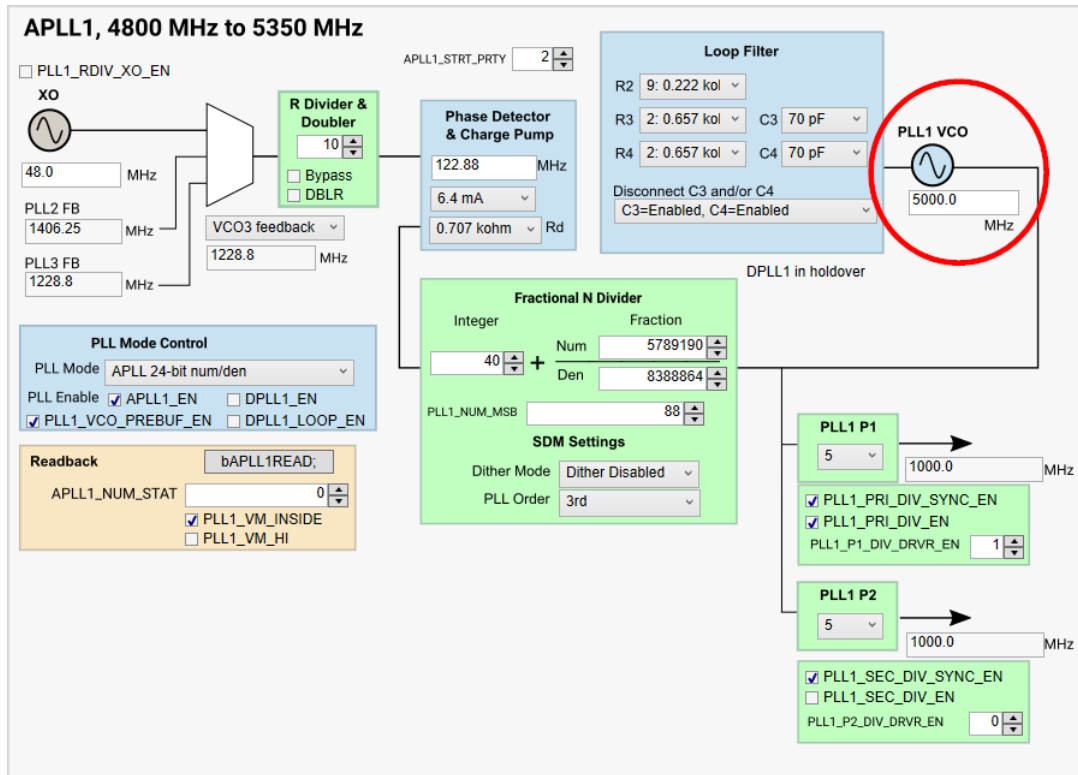 APLL1, 4800 MHz to 5350 MHz
PLL1_RDIV_XO_EN
XO
48.0 MHz
PLL2 FB
1406.25 MHz
PLL3 FB
1228.8 MHz
VCO3 feedback
1228.8 MHz
R Divider &
Doubler
10
Bypass
DBLR
APLL1_STRT_PRTY 2
Phase Detector
& Charge Pump
122.88 MHz
6.4 mA
0.707 kohm Rd
Loop Filter
R2 9: 0.222 kol
R3 2: 0.657 kol C3 70 pF
R4 2: 0.657 kol C4 70 pF
Disconnect C3 and/or C4
C3=Enabled, C4=Enabled
PLL1 VCO
5000.0
MHz
DPLL1 in holdover
Fractional N Divider
Integer Fraction
Num 5789190
40 +
Den 8388864
PLL1_NUM_MSB 88
SDM Settings
Dither Mode Dither Disabled
PLL Order 3rd
PLL Mode Control
PLL Mode APLL 24-bit num/den
PLL Enable APLL1_EN DPLL1_EN
PLL1_VCO_PREBUF_EN DPLL1_LOOP_EN
Readback bAPLL1READ;
APLL1_NUM_STAT 0
PLL1_VM_INSIDE
PLL1_VM_HI
PLL1 P1
5
1000.0 MHz
PLL1_PRI_DIV_SYNC_EN
PLL1_PRI_DIV_EN
PLL1_P1_DIV_DRVR_EN 1
PLL1 P2
5
1000.0 MHz
PLL1_SEC_DIV_SYNC_EN
PLL1_SEC_DIV_EN
PLL1_P2_DIV_DRVR_EN 0